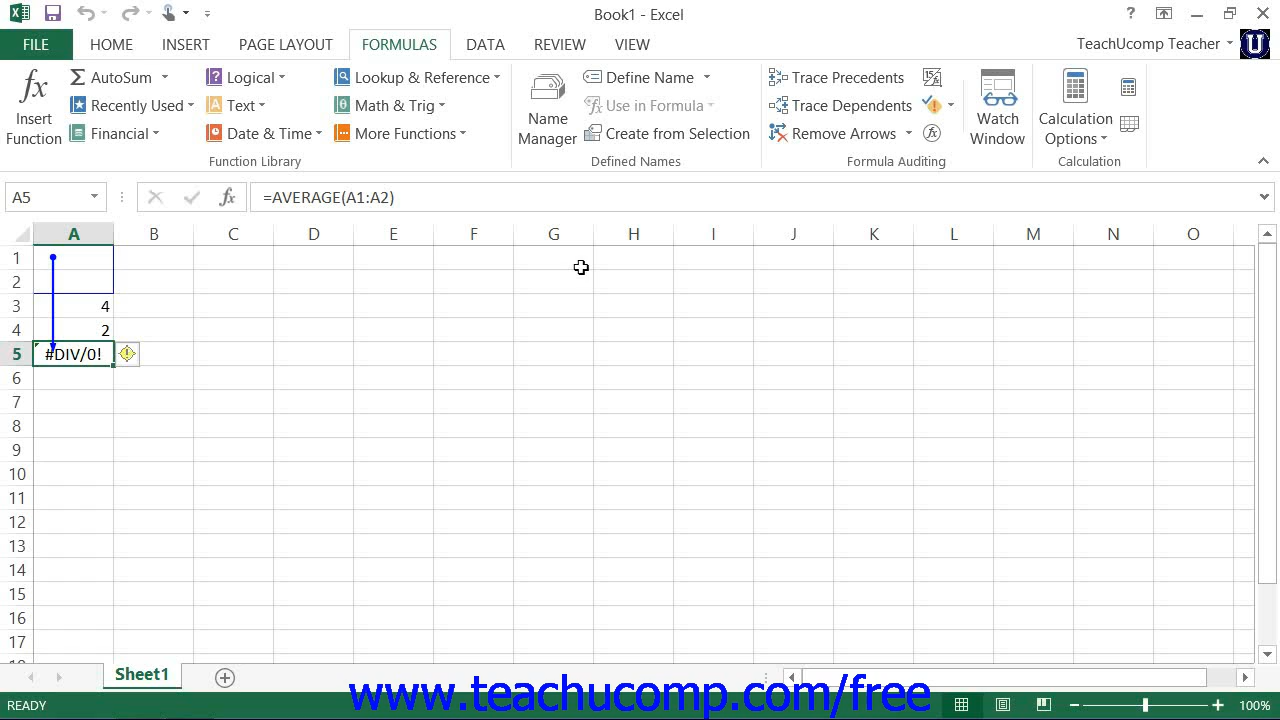 Book1 - Excel
?
FILE HOME INSERT PAGE LAYOUT FORMULAS DATA REVIEW VIEW TeachUcomp Teacher U
fx Insert Function
Σ AutoSum
Recently Used
Financial
? Logical
A Text
Date & Time
Lookup & Reference
θ Math & Trig
More Functions
Function Library
Name Manager
Define Name
Use in Formula
Create from Selection
Defined Names
Trace Precedents
Trace Dependents
Remove Arrows
fx
Formula Auditing
Watch Window
Calculation Options
Calculation
A5 fx =AVERAGE(A1:A2)
A B C D E F G H I J K L M N O
1
2
3 4
4 2
5 #DIV/0!
6
7
8
9
10
11
12
13
14
15
16
17
Sheet1
www.teachucomp.com/free
READY 100%